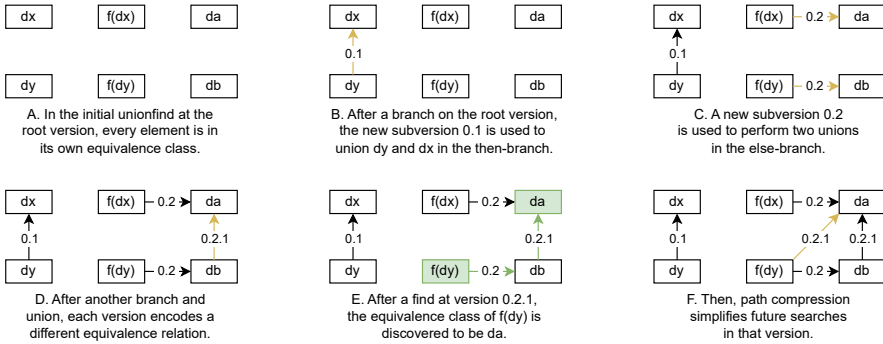 dx f(dx) da
dy f(dy) db
A. In the initial unionfind at the
root version, every element is in
its own equivalence class.
dx f(dx) da
0.1
dy f(dy) db
B. After a branch on the root version,
the new subversion 0.1 is used to
union dy and dx in the then-branch.
dx f(dx) 0.2 da
0.1
dy f(dy) 0.2 db
C. A new subversion 0.2
is used to perform two unions
in the else-branch.
dx f(dx) 0.2 da
0.1 0.2.1
dy f(dy) 0.2 db
D. After another branch and
union, each version encodes a
different equivalence relation.
dx f(dx) 0.2 da
0.1 0.2.1
dy f(dy) 0.2 db
E. After a find at version 0.2.1,
the equivalence class of f(dy) is
discovered to be da.
dx f(dx) 0.2 da
0.1 0.2.1 0.2.1
dy f(dy) 0.2 db
F. Then, path compression
simplifies future searches
in that version.